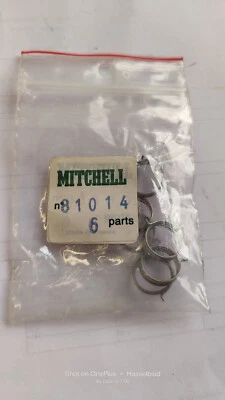 MITCHELL
n° 81014
6 parts
Shot on OnePlus